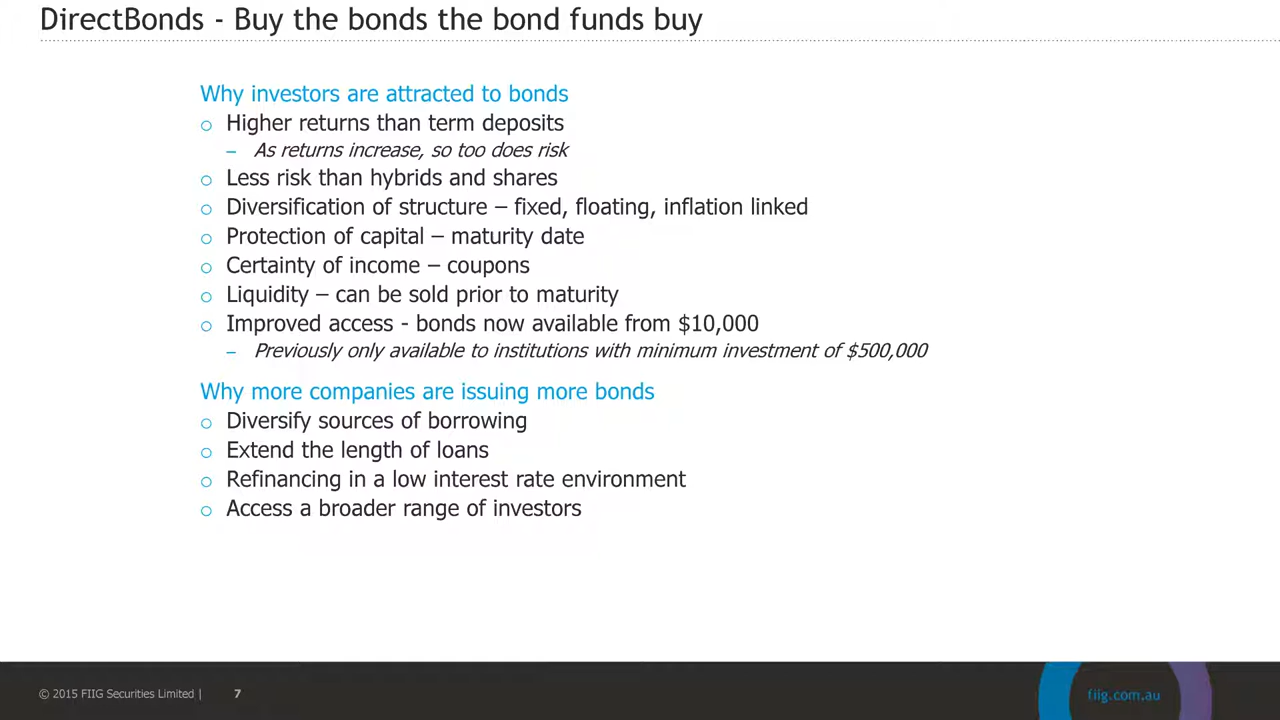 DirectBonds - Buy the bonds the bond funds buy
Why investors are attracted to bonds
o Higher returns than term deposits
– As returns increase, so too does risk
o Less risk than hybrids and shares
o Diversification of structure – fixed, floating, inflation linked
o Protection of capital – maturity date
o Certainty of income – coupons
o Liquidity – can be sold prior to maturity
o Improved access - bonds now available from $10,000
– Previously only available to institutions with minimum investment of $500,000
Why more companies are issuing more bonds
o Diversify sources of borrowing
o Extend the length of loans
o Refinancing in a low interest rate environment
o Access a broader range of investors
© 2015 FIIG Securities Limited | 7
fiig.com.au